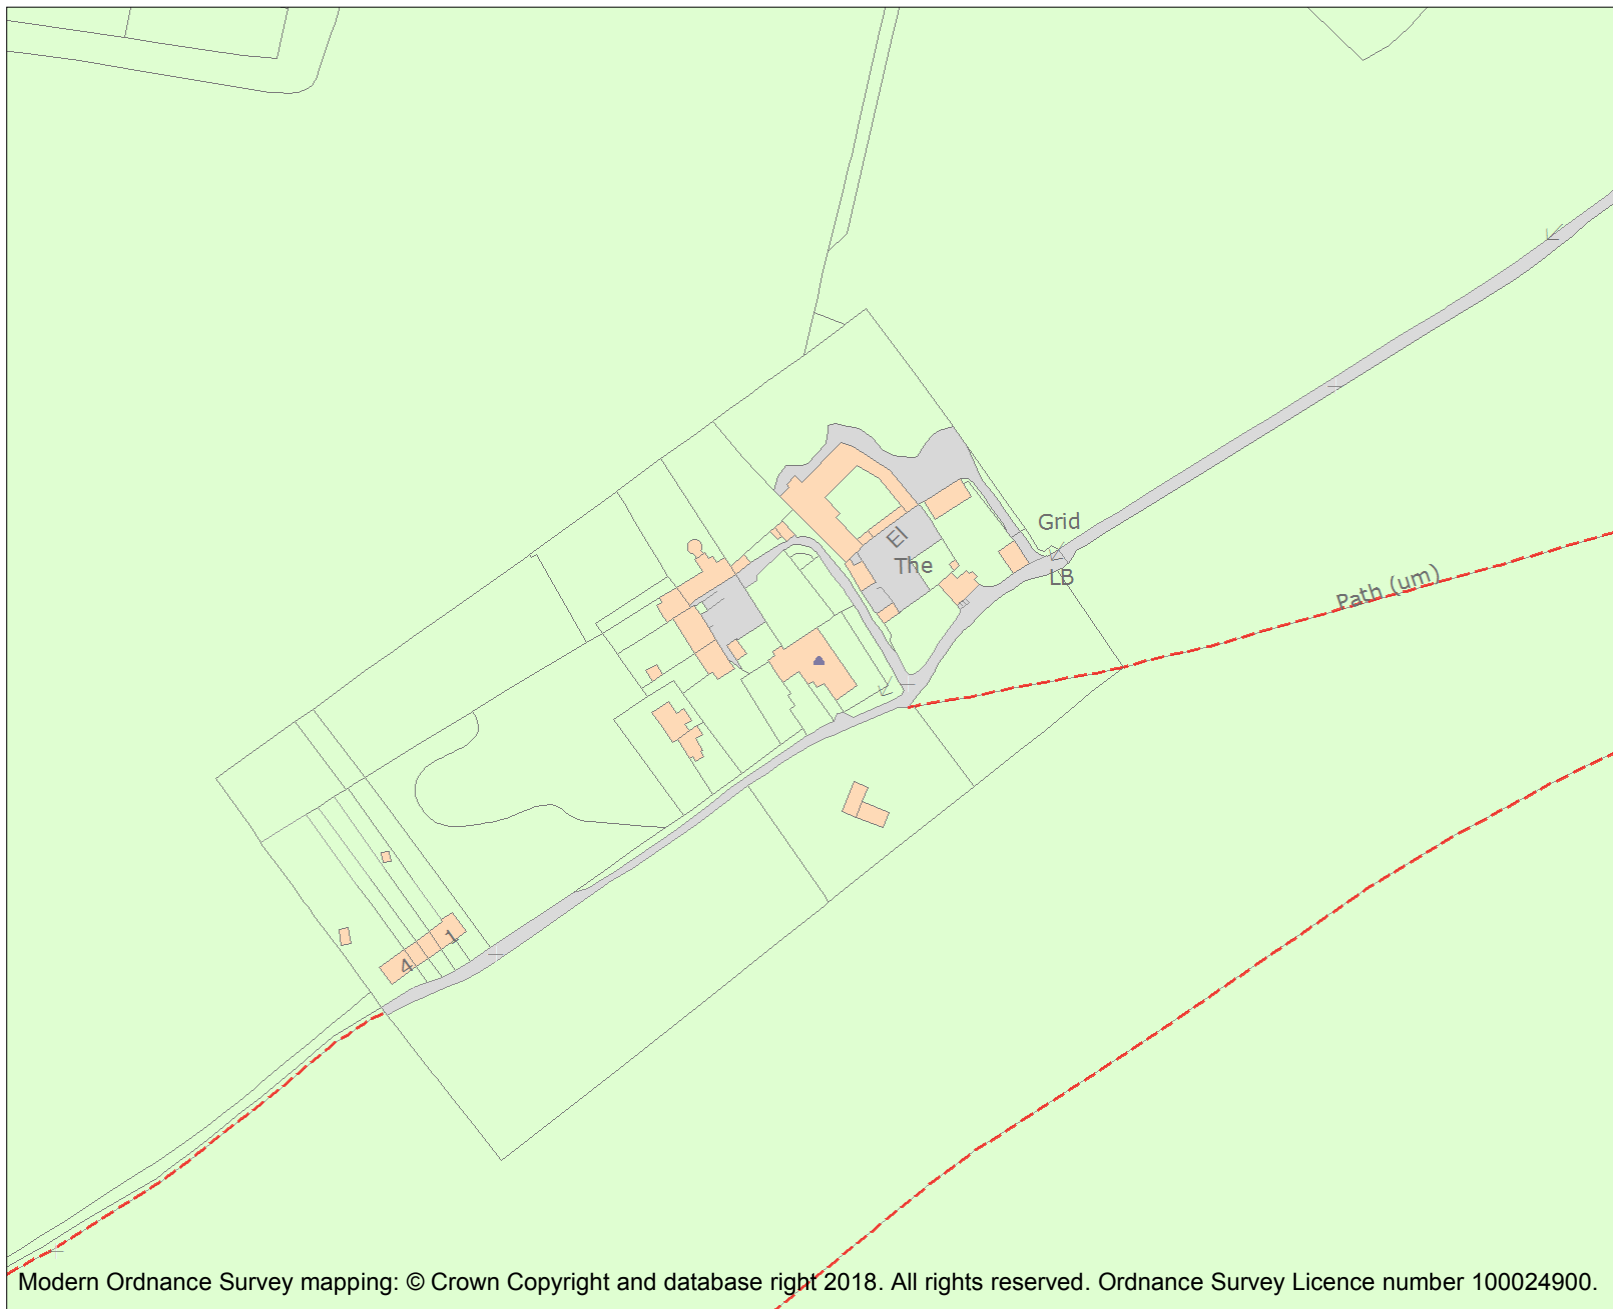 Grid
El
The
LB
Path (um)
1
4
Modern Ordnance Survey mapping: © Crown Copyright and database right 2018. All rights reserved. Ordnance Survey Licence number 100024900.